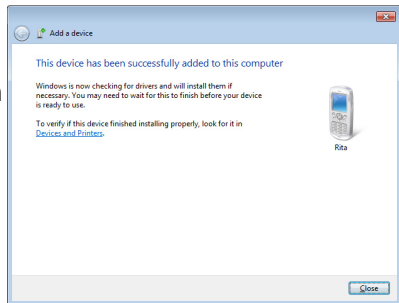 Add a device
This device has been successfully added to this computer
Windows is now checking for drivers and will install them if
necessary. You may need to wait for this to finish before your device
is ready to use.
To verify if this device finished installing properly, look for it in
Devices and Printers.
Rita
Close